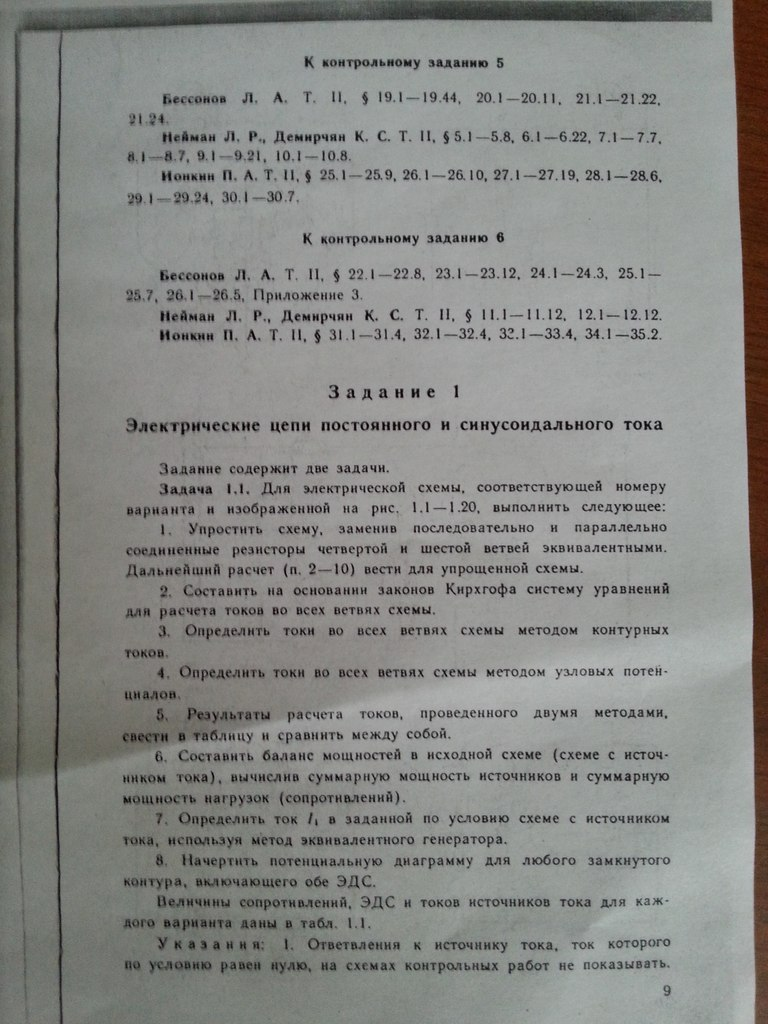 К контрольному заданию 5
Бессонов Л. А. Т. II, § 19.1—19.44, 20.1—20.11, 21.1—21.22,
21.24.
Нейман Л. Р., Демирчян К. С. Т. II, § 5.1—5.8, 6.1—6.22, 7.1—7.7,
8.1—8.7, 9.1—9.21, 10.1—10.8.
Ионкин П. А. Т. II, § 25.1—25.9, 26.1—26.10, 27.1—27.19, 28.1—28.6,
29.1—29.24, 30.1—30.7.
К контрольному заданию 6
Бессонов Л. А. Т. II, § 22.1—22.8, 23.1—23.12, 24.1—24.3, 25.1—
25.7, 26.1—26.5, Приложение 3.
Нейман Л. Р., Демирчян К. С. Т. II, § 11.1—11.12, 12.1—12.12.
Ионкин П. А. Т. II, § 31.1—31.4, 32.1—32.4, 33.1—33.4, 34.1—35.2.
Задание 1
Электрические цепи постоянного и синусоидального тока
Задание содержит две задачи.
Задача 1.1. Для электрической схемы, соответствующей номеру
варианта и изображенной на рис. 1.1—1.20, выполнить следующее:
1. Упростить схему, заменив последовательно и параллельно
соединенные резисторы четвертой и шестой ветвей эквивалентными.
Дальнейший расчет (п. 2—10) вести для упрощенной схемы.
2. Составить на основании законов Кирхгофа систему уравнений
для расчета токов во всех ветвях схемы.
3. Определить токи во всех ветвях схемы методом контурных
токов.
4. Определить токи во всех ветвях схемы методом узловых потен-
циалов.
5. Результаты расчета токов, проведенного двумя методами,
свести в таблицу и сравнить между собой.
6. Составить баланс мощностей в исходной схеме (схеме с источ-
ником тока), вычислив суммарную мощность источников и суммарную
мощность нагрузок (сопротивлений).
7. Определить ток I₁ в заданной по условию схеме с источником
тока, используя метод эквивалентного генератора.
8. Начертить потенциальную диаграмму для любого замкнутого
контура, включающего обе ЭДС.
Величины сопротивлений, ЭДС и токов источников тока для каж-
дого варианта даны в табл. 1.1.
Указания: 1. Ответвления к источнику тока, ток которого
по условию равен нулю, на схемах контрольных работ не показывать.
9